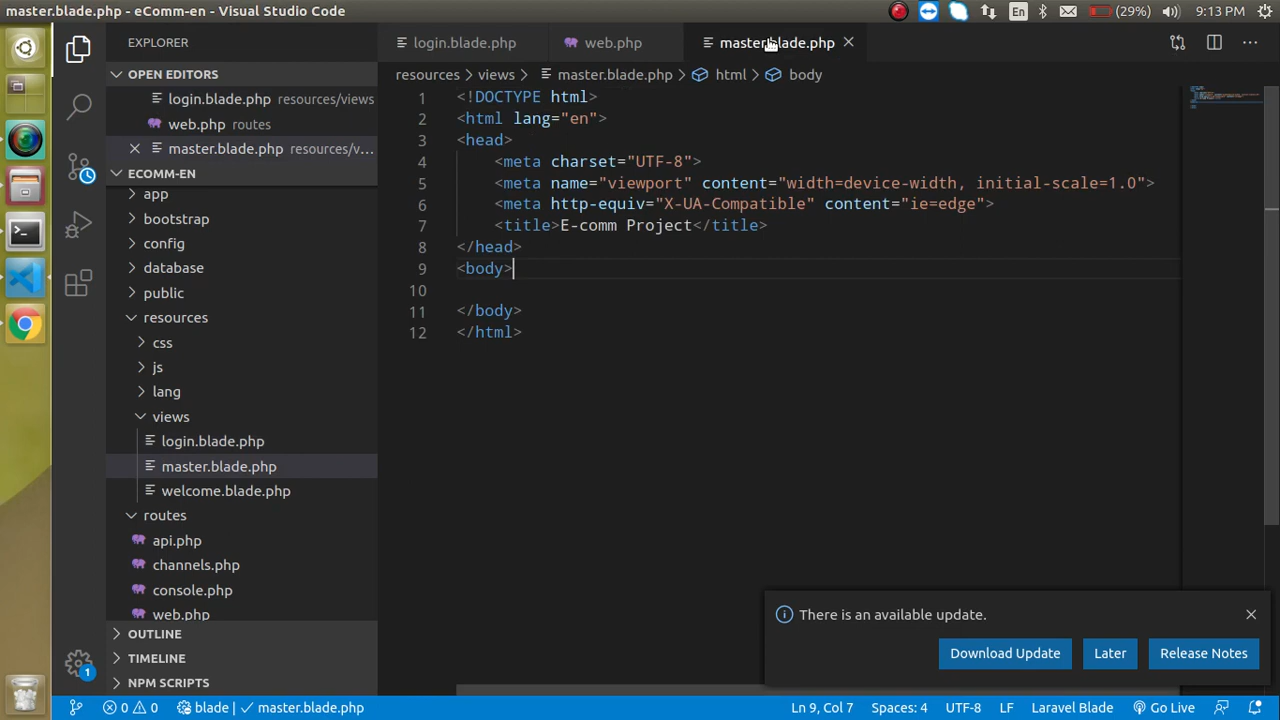 master.blade.php - eComm-en - Visual Studio Code
En
(29%)
9:13 PM
EXPLORER
login.blade.php
web.php
master.blade.php
OPEN EDITORS
login.blade.php resources/views
web.php routes
master.blade.php resources/v...
ECOMM-EN
app
bootstrap
config
database
public
resources
css
js
lang
views
login.blade.php
master.blade.php
welcome.blade.php
routes
api.php
channels.php
console.php
web.php
OUTLINE
TIMELINE
NPM SCRIPTS
1
resources > views > master.blade.php > html > body
1 <!DOCTYPE html>
2 <html lang="en">
3 <head>
4 <meta charset="UTF-8">
5 <meta name="viewport" content="width=device-width, initial-scale=1.0">
6 <meta http-equiv="X-UA-Compatible" content="ie=edge">
7 <title>E-comm Project</title>
8 </head>
9 <body>
10
11 </body>
12 </html>
There is an available update.
Download Update
Later
Release Notes
0 0
blade | ✓ master.blade.php
Ln 9, Col 7
Spaces: 4
UTF-8
LF
Laravel Blade
Go Live